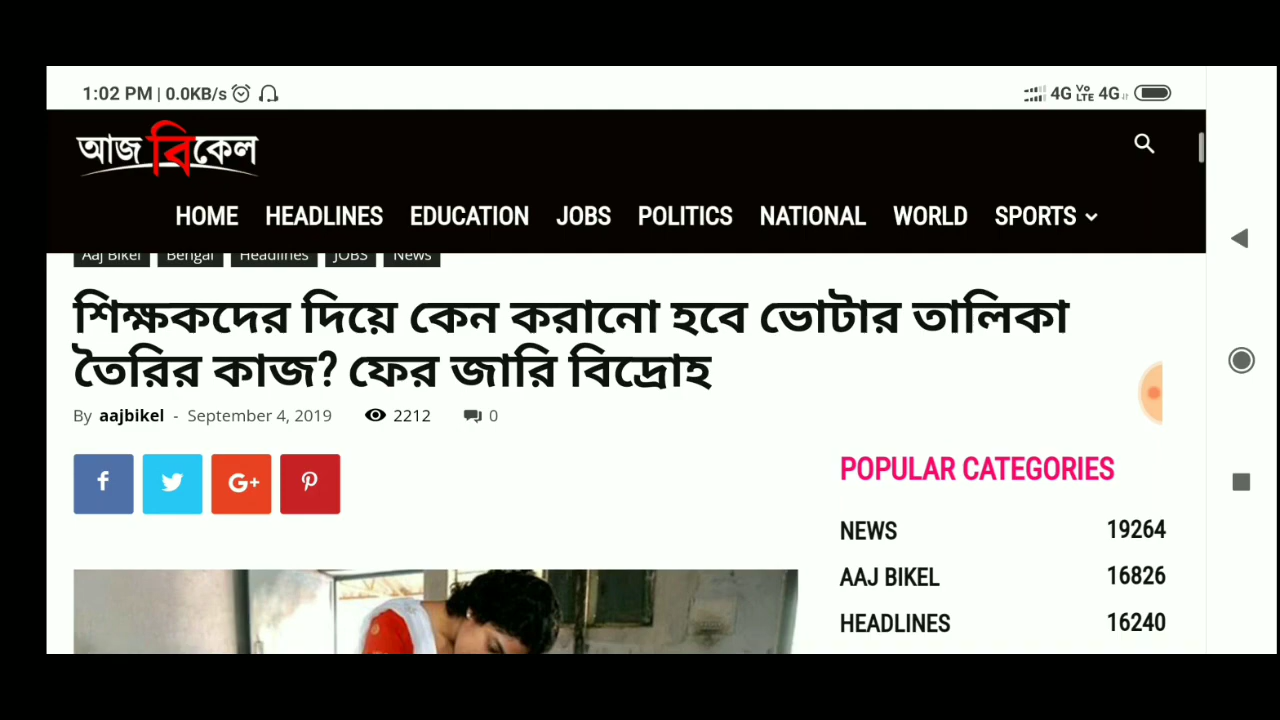 1:02 PM | 0.0KB/s
4G Vo LTE 4G
আজ বিকেল
HOME HEADLINES EDUCATION JOBS POLITICS NATIONAL WORLD SPORTS
Aaj Bikel Bengal Headlines JOBS News
শিক্ষকদের দিয়ে কেন করানো হবে ভোটার তালিকা
তৈরির কাজ? ফের জারি বিদ্রোহ
By aajbikel - September 4, 2019 2212 0
f G+
POPULAR CATEGORIES
NEWS 19264
AAJ BIKEL 16826
HEADLINES 16240